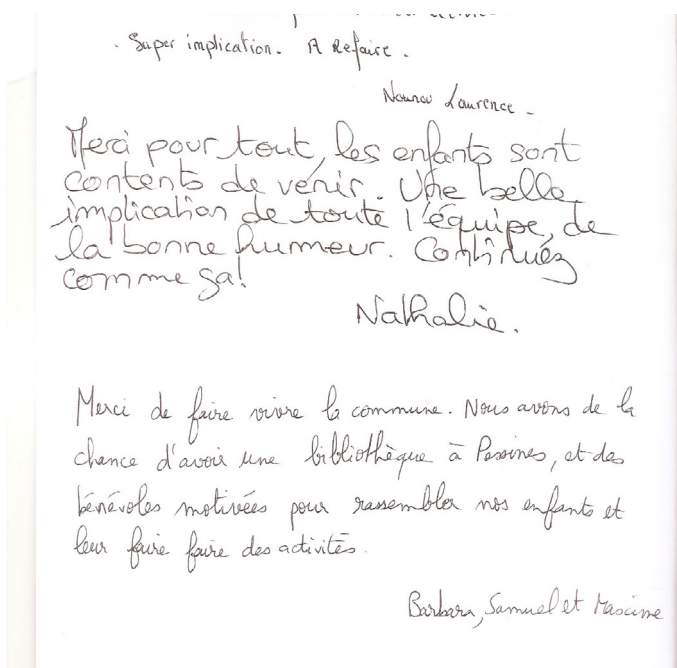 . Super implication. A Refaire.
Nounou Laurence -
Merci pour tout, les enfants sont
contents de venir. Une belle
implication de toute l'équipe, de
la bonne humeur. Continuez
comme ça!
Nathalie.
Merci de faire vivre la commune. Nous avons de la
chance d'avoir une bibliothèque à Pessines, et des
bénévoles motivées pour rassembler nos enfants et
leur faire faire des activités.
Barbara, Samuel et Maxime